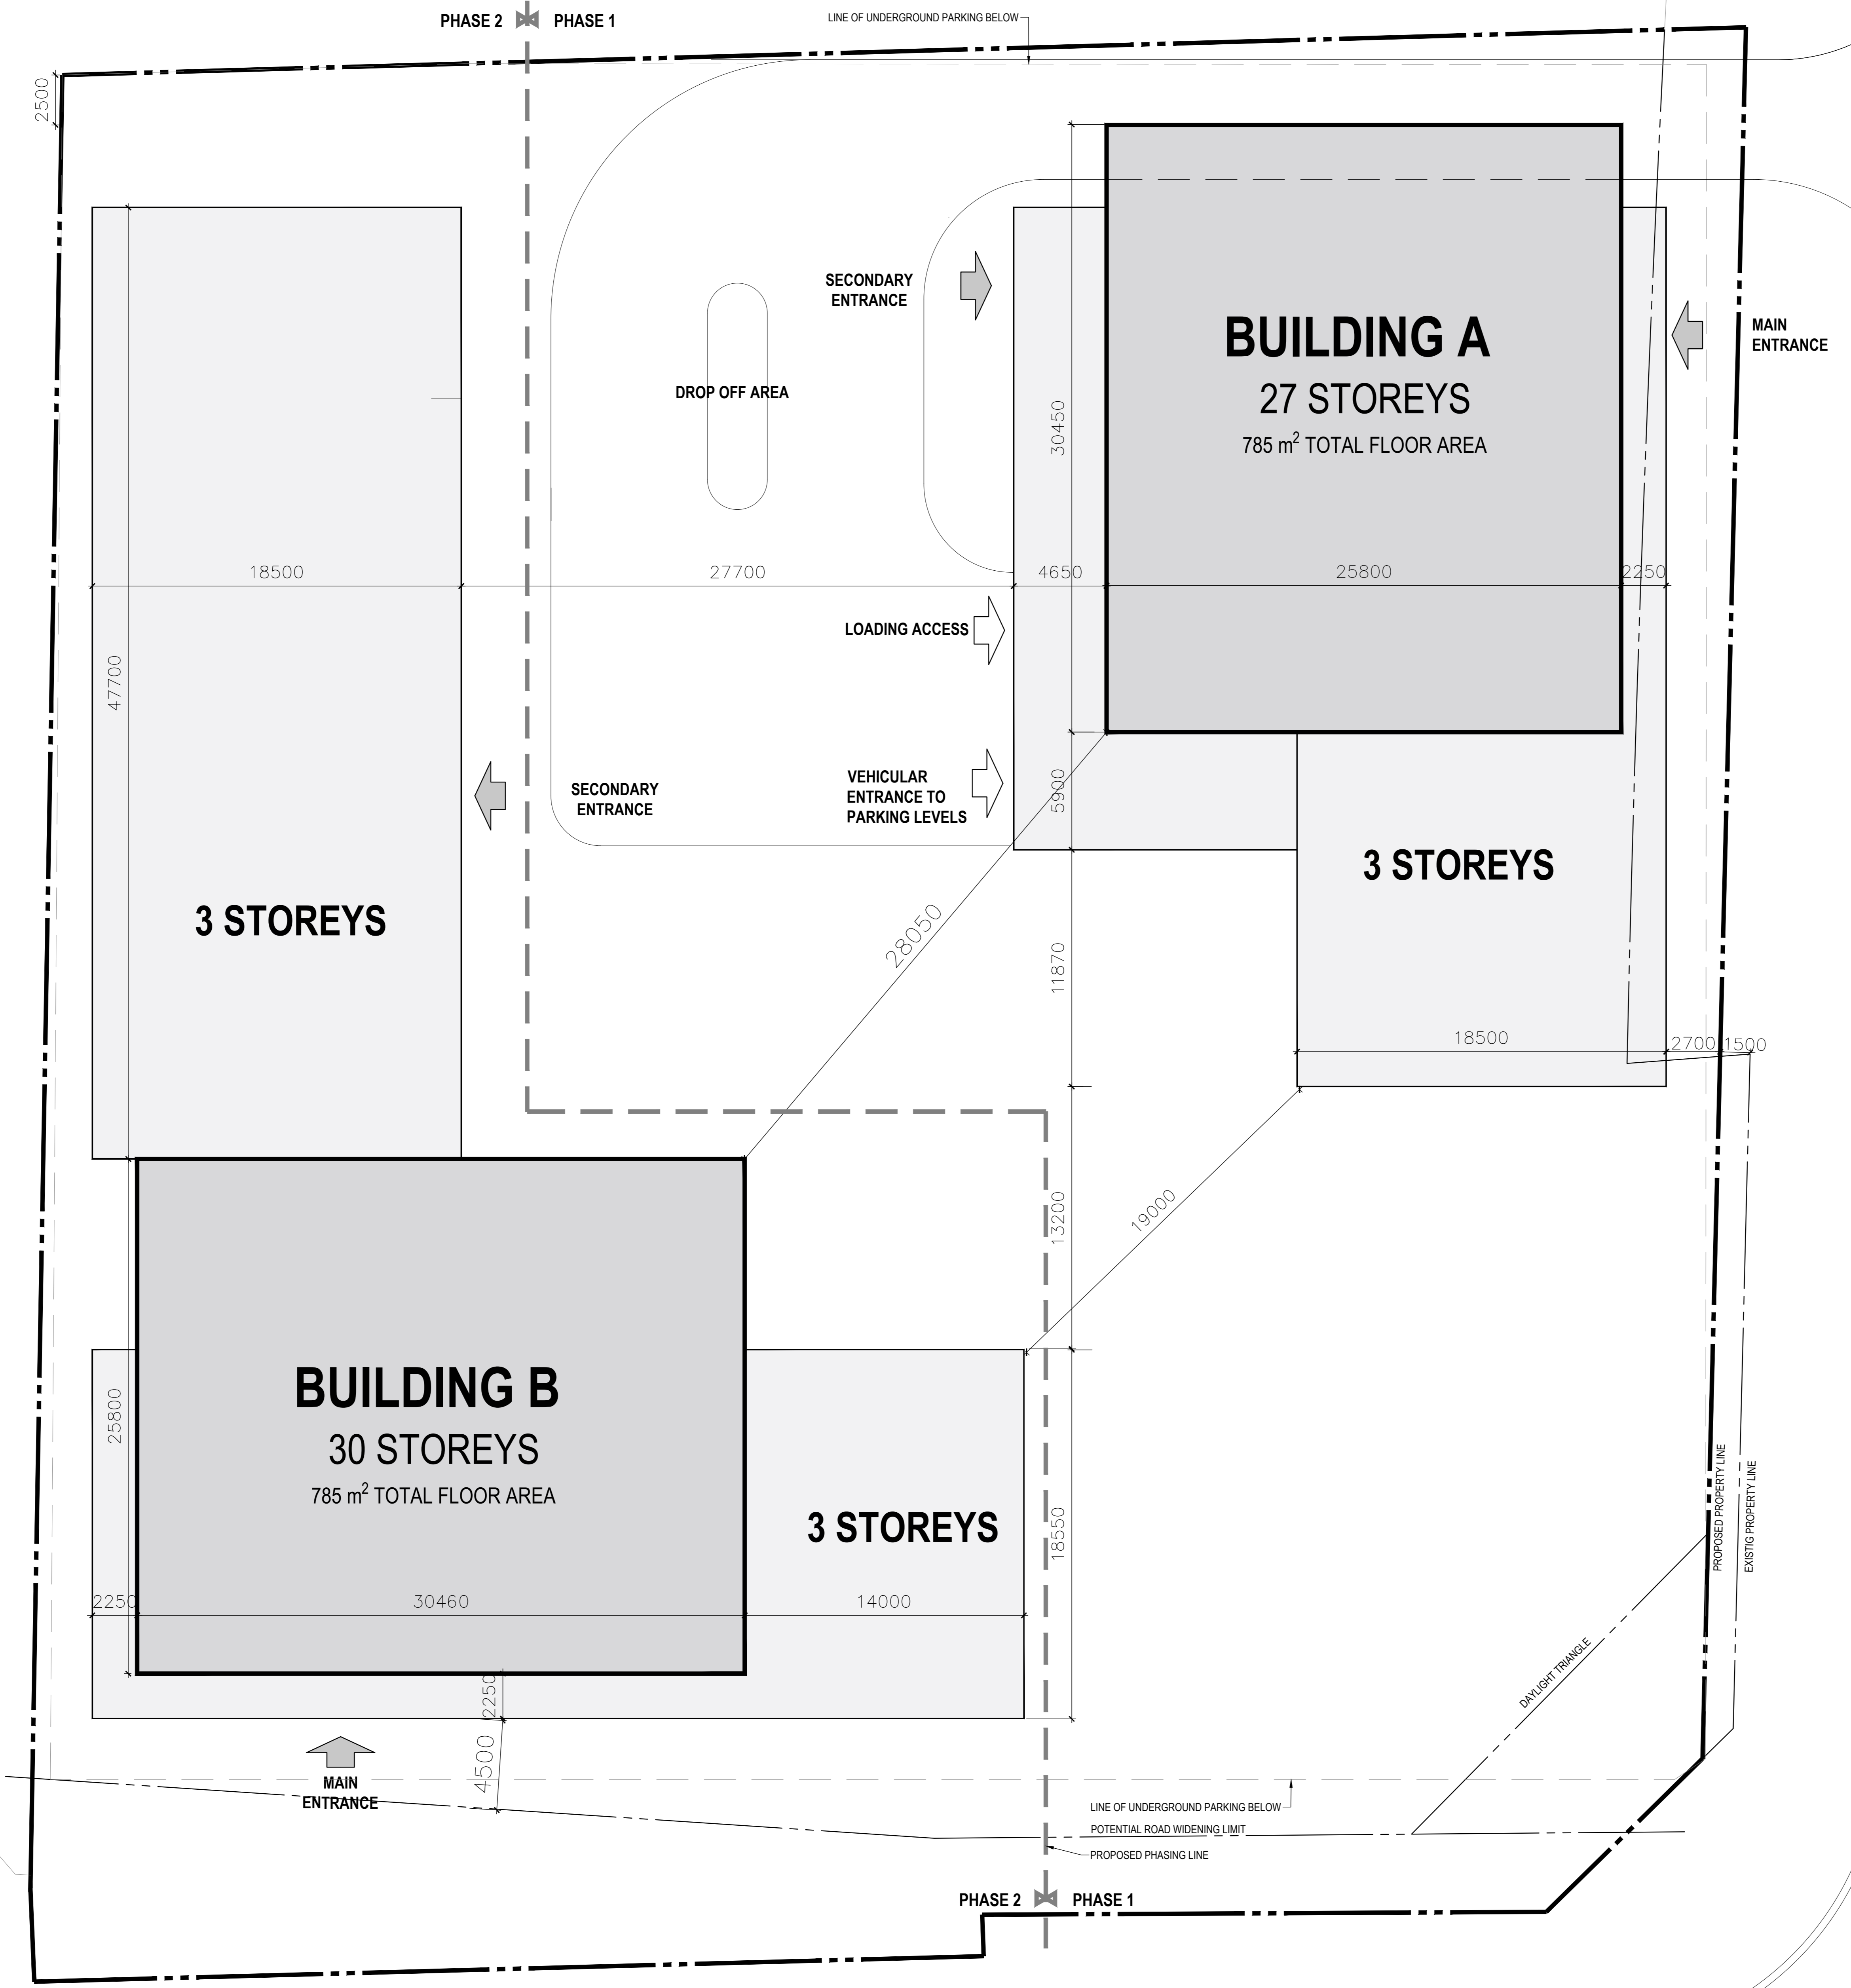 PHASE 2 PHASE 1
LINE OF UNDERGROUND PARKING BELOW
2500
SECONDARY
ENTRANCE
BUILDING A
27 STOREYS
785 m² TOTAL FLOOR AREA
MAIN
ENTRANCE
DROP OFF AREA
30450
18500
27700
4650
25800
2250
LOADING ACCESS
47700
SECONDARY
ENTRANCE
VEHICULAR
ENTRANCE TO
PARKING LEVELS
5900
3 STOREYS
3 STOREYS
28050
11870
18500
2700
1500
13200
19000
BUILDING B
30 STOREYS
785 m² TOTAL FLOOR AREA
25800
3 STOREYS
18550
PROPOSED PROPERTY LINE
EXISTIG PROPERTY LINE
2250
30460
14000
DAYLIGHT TRIANGLE
2250
4500
MAIN
ENTRANCE
LINE OF UNDERGROUND PARKING BELOW
POTENTIAL ROAD WIDENING LIMIT
PROPOSED PHASING LINE
PHASE 2 PHASE 1